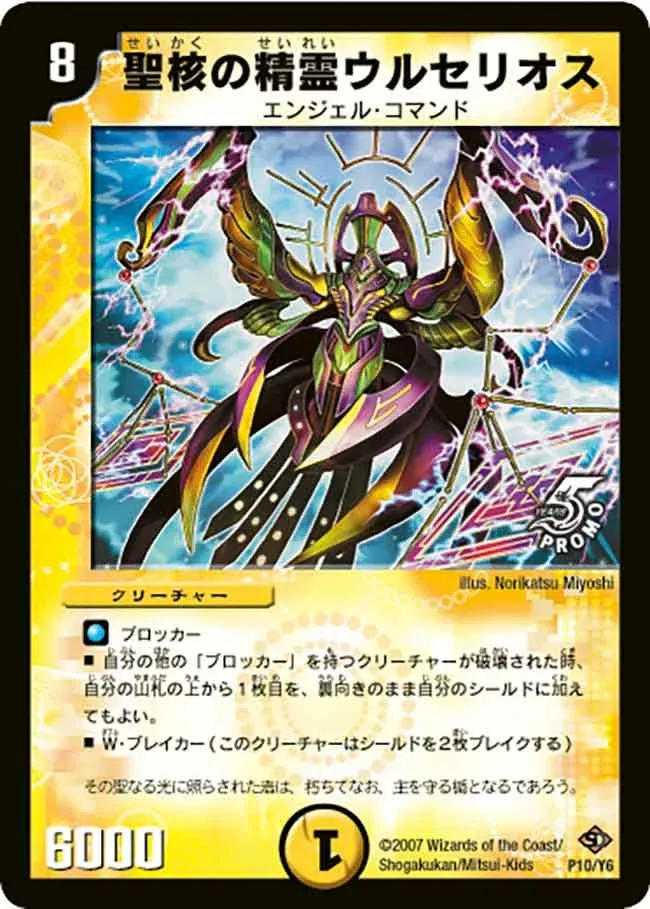 8
せいかく せいれい
聖核の精霊ウルセリオス
エンジェル・コマンド
5
YEARS
PROMO
illus. Norikatsu Miyoshi
クリーチャー
ブロッカー
■ 自分の他の「ブロッカー」を持つクリーチャーが破壊された時、
自分の山札の上から1枚目を、裏向きのまま自分のシールドに加え
てもよい。
■ W・ブレイカー(このクリーチャーはシールドを2枚ブレイクする)
その聖なる光に照らされた者は、朽ちてなお、主を守る盾となるであろう。
6000
1
©2007 Wizards of the Coast/
Shogakukan/Mitsui-Kids
P10/Y6